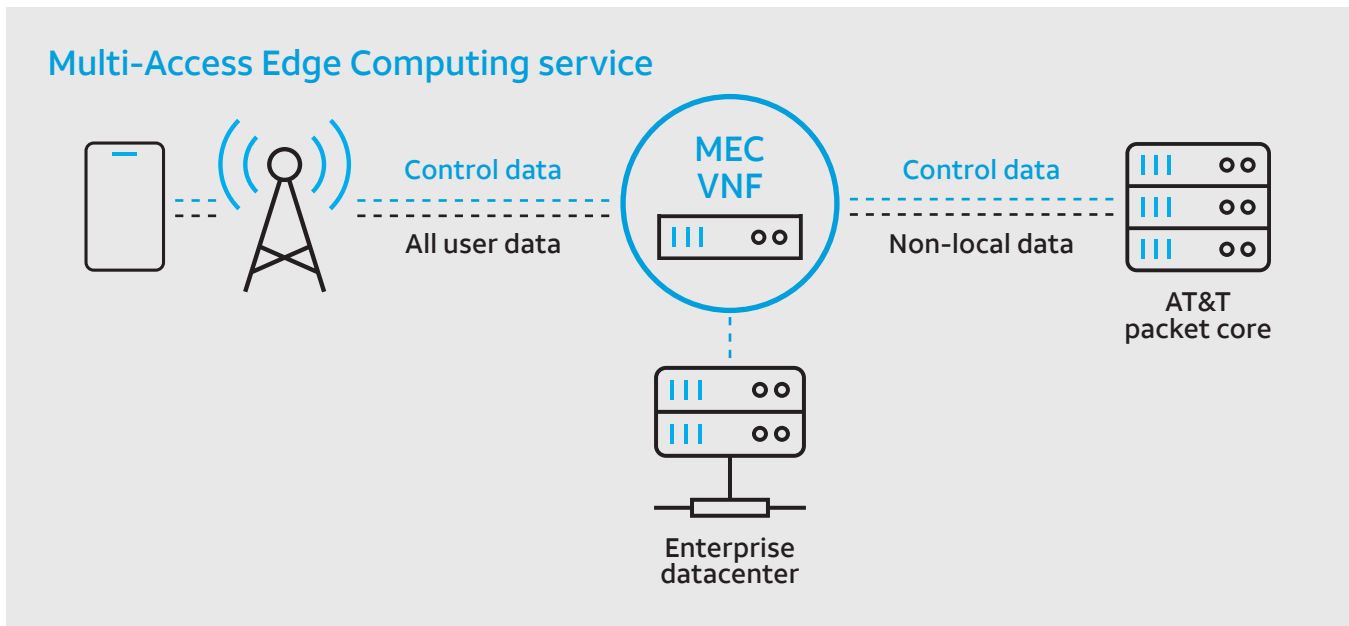 Multi-Access Edge Computing service
Control data
All user data
MEC
VNF
Control data
Non-local data
AT&T
packet core
Enterprise
datacenter